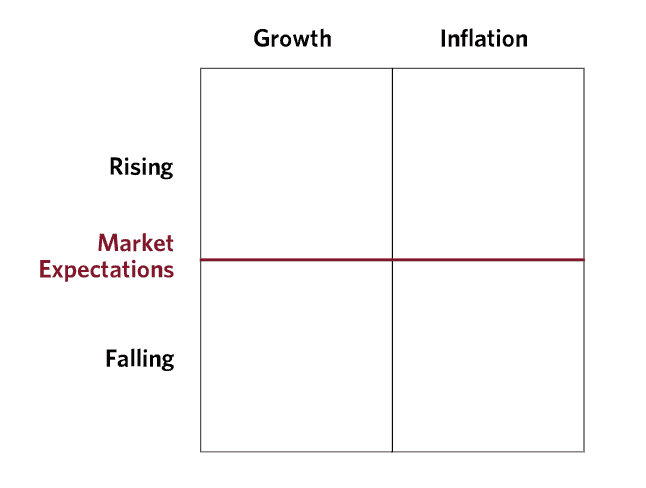 Growth Inflation
Rising
Market
Expectations
Falling